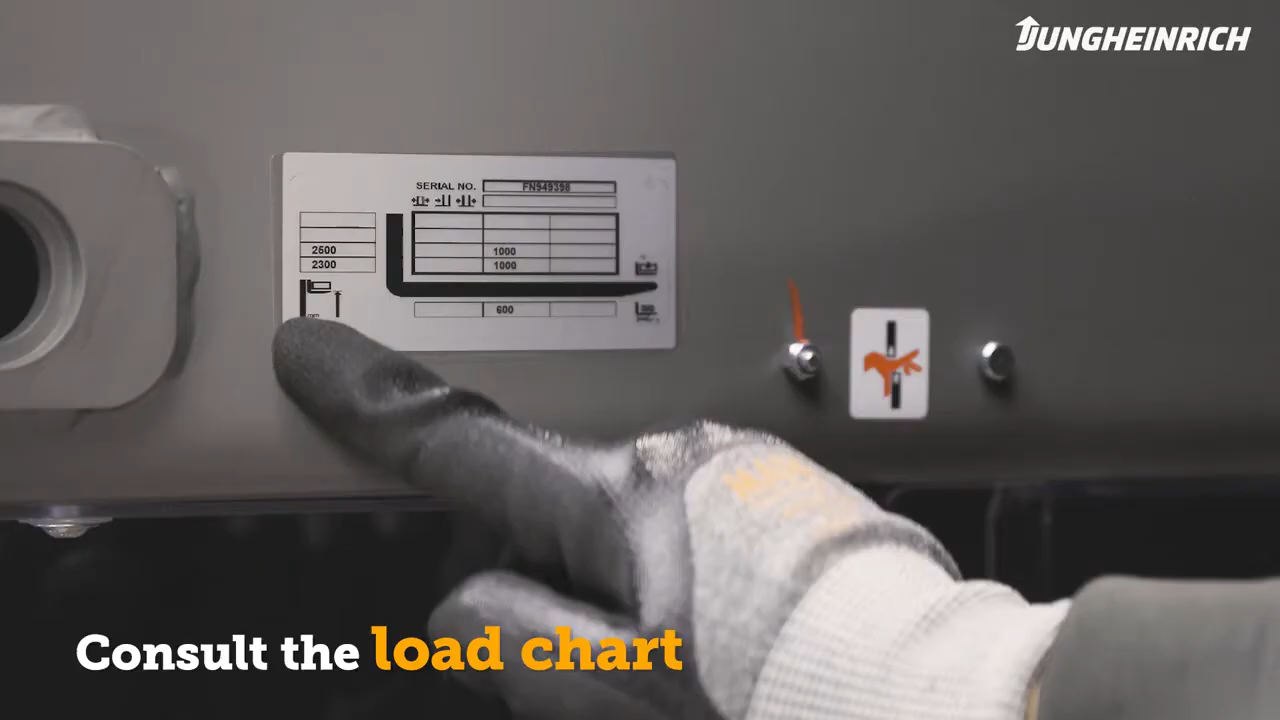 JUNGHEINRICH
SERIAL NO. FN949398
2500 1000
2300 1000
mm
600
Consult the load chart